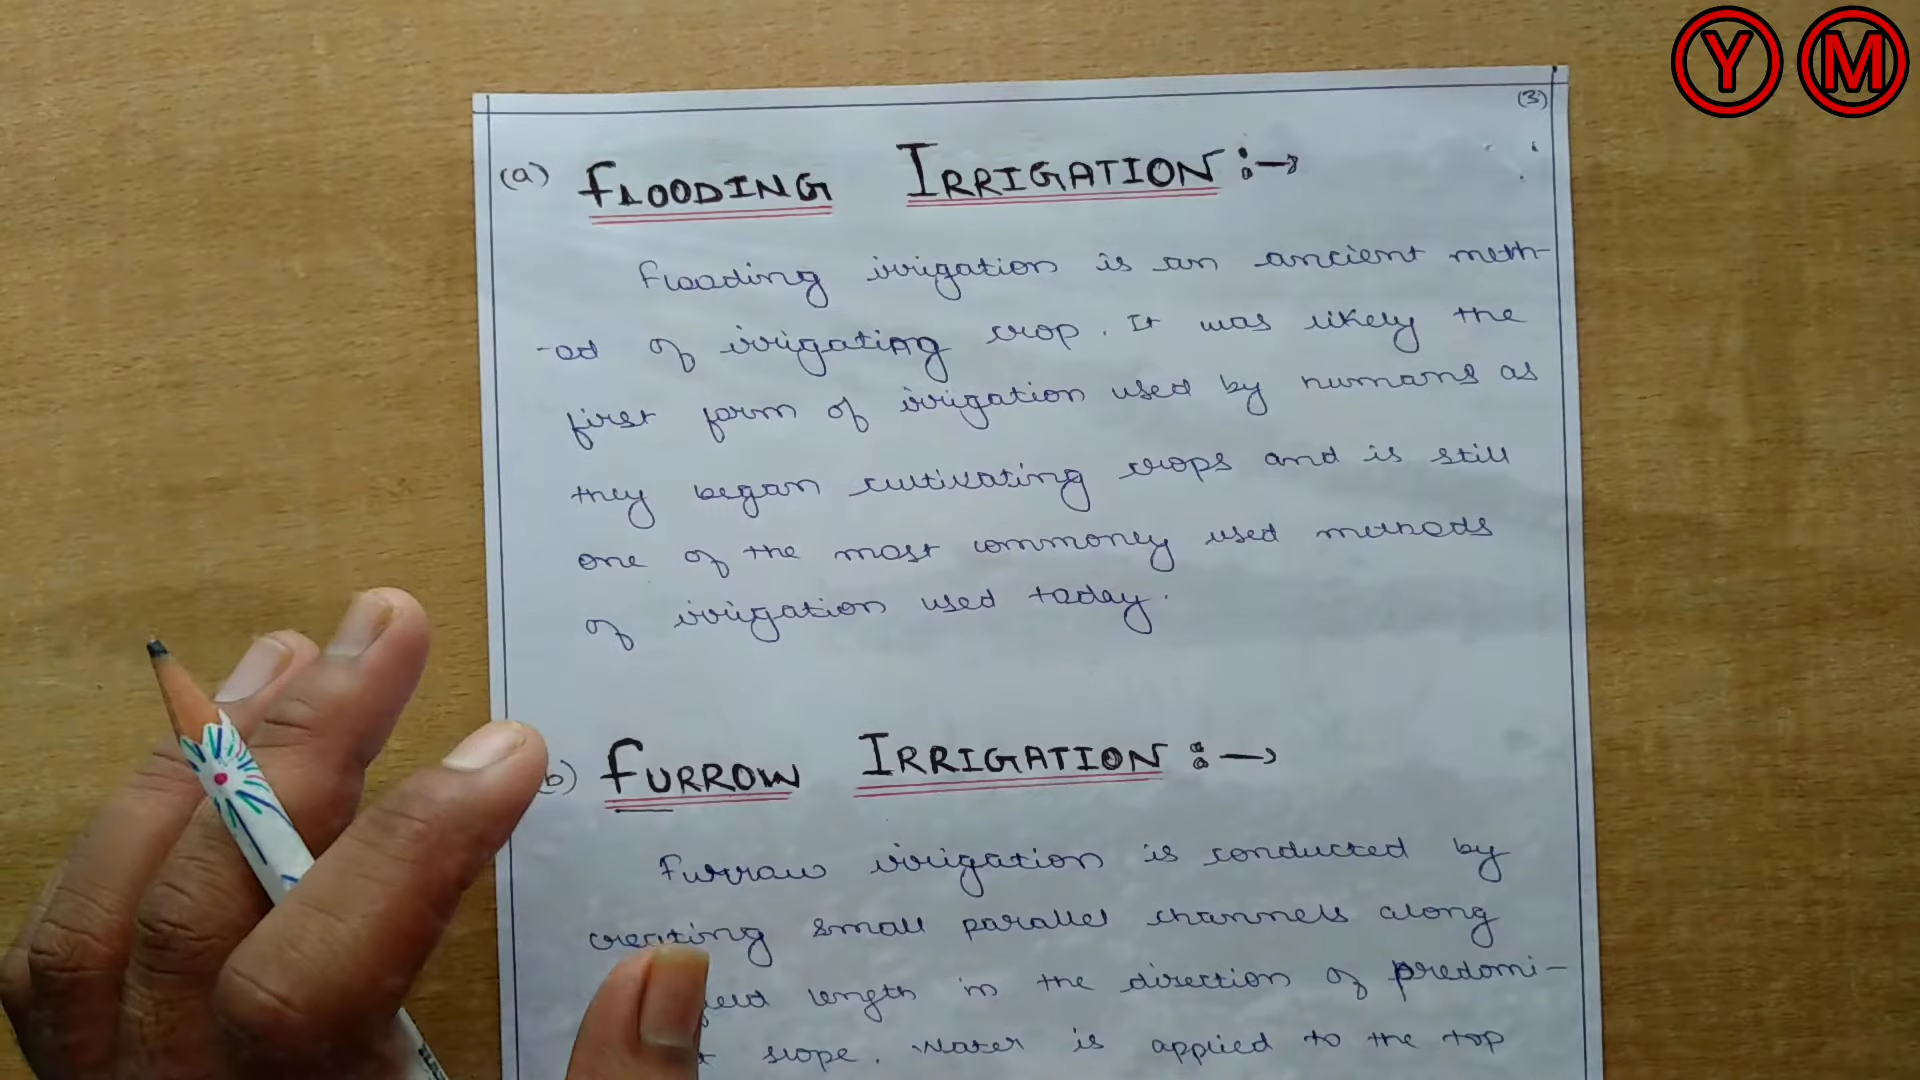 Y M
(3)
(a) FLOODING IRRIGATION :→
Flooding irrigation is an ancient meth-
-od of irrigating crop. It was likely the
first form of irrigation used by humans as
they began cultivating crops and is still
one of the most commonly used methods
of irrigation used today.
b) FURROW IRRIGATION :→
Furrow irrigation is conducted by
creating small parallel channels along
length in the direction of predomi-
slope. Water is applied to the top